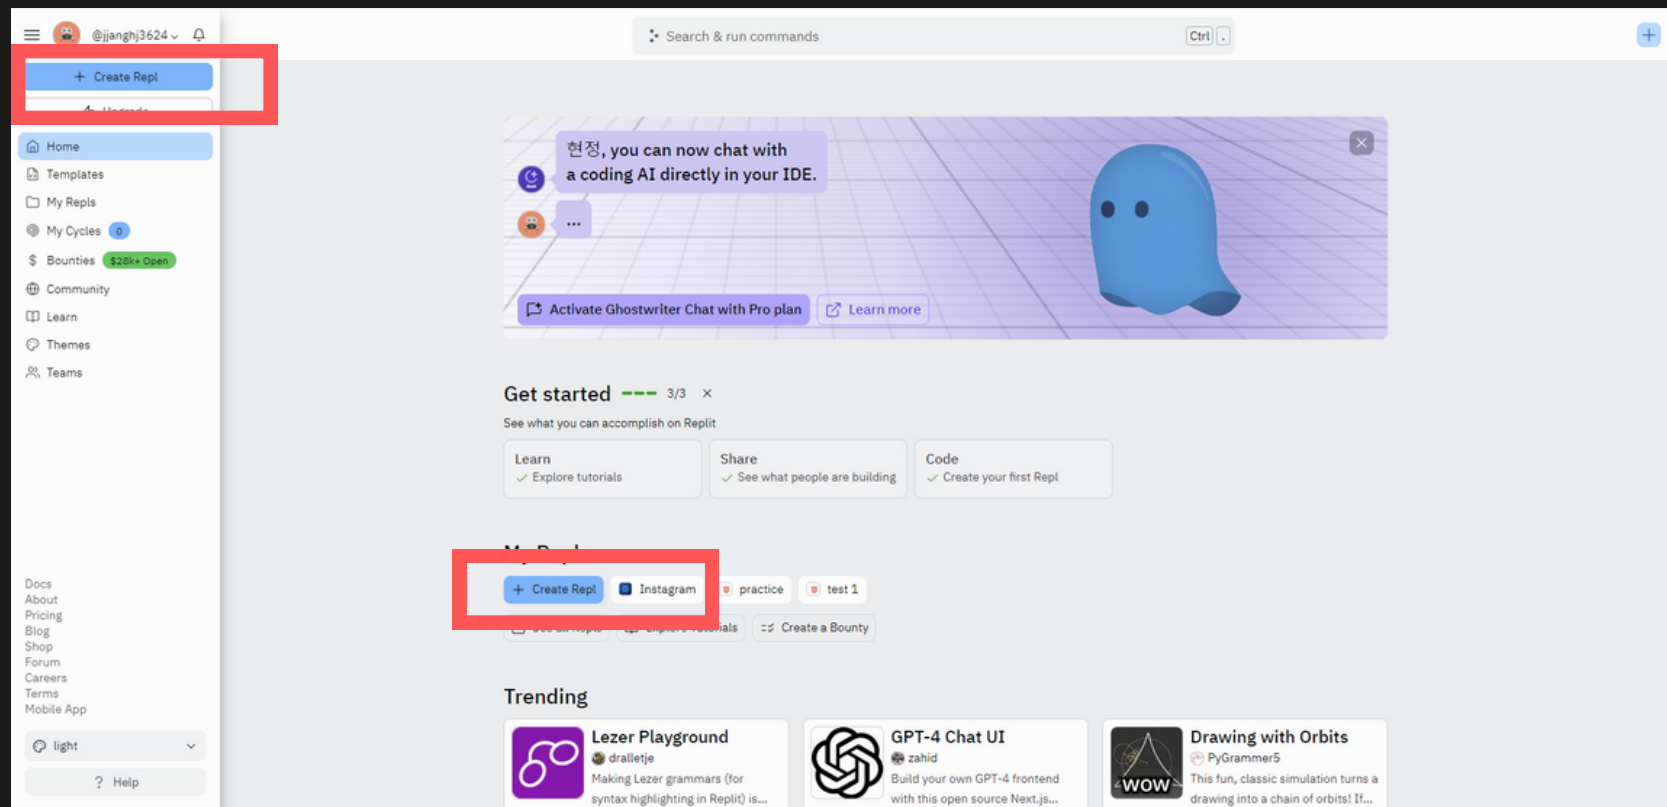 @jjanghj3624
Search & run commands
Ctrl .
+ Create Repl
Home
Templates
My Repls
My Cycles 0
Bounties $28k+ Open
Community
Learn
Themes
Teams
Docs
About
Pricing
Blog
Shop
Forum
Careers
Terms
Mobile App
light
? Help
현정, you can now chat with
a coding AI directly in your IDE.
...
Activate Ghostwriter Chat with Pro plan
Learn more
Get started 3/3
See what you can accomplish on Replit
Learn
Explore tutorials
Share
See what people are building
Code
Create your first Repl
+ Create Repl
Instagram
practice
test 1
Create a Bounty
Trending
Lezer Playground
dralletje
Making Lezer grammars (for
syntax highlighting in Replit) is...
GPT-4 Chat UI
zahid
Build your own GPT-4 frontend
with this open source Next.js...
WOW
Drawing with Orbits
PyGrammer5
This fun, classic simulation turns a
drawing into a chain of orbits! If...